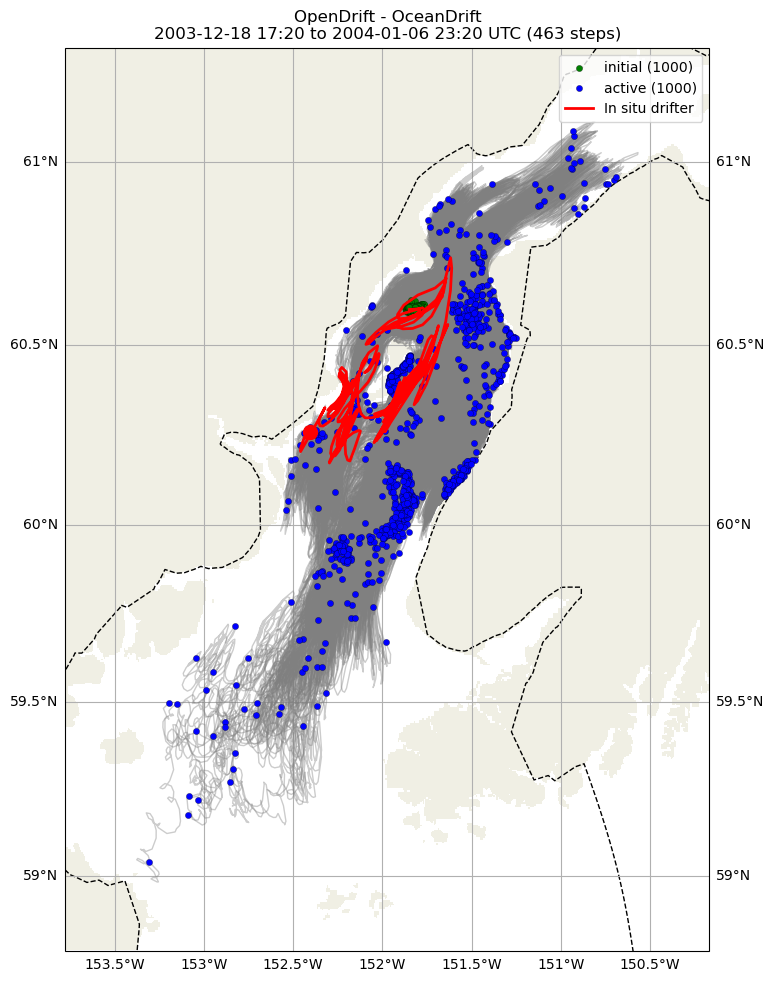 OpenDrift - OceanDrift
2003-12-18 17:20 to 2004-01-06 23:20 UTC (463 steps)
initial (1000)
active (1000)
In situ drifter
61°N
61°N
60.5°N
60.5°N
60°N
60°N
59.5°N
59.5°N
59°N
59°N
153.5°W
153°W
152.5°W
152°W
151.5°W
151°W
150.5°W